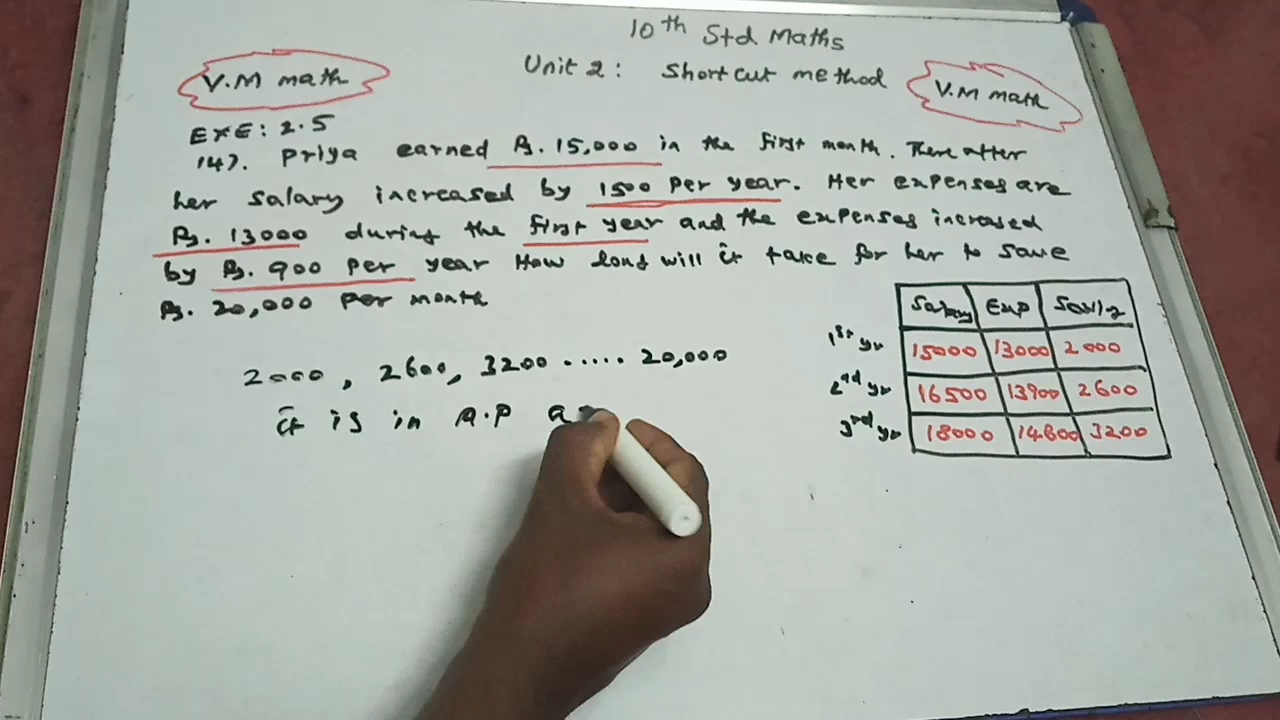 10th Std Maths
Unit 2: Shortcut method
V.M math
V.M math
EXE: 2.5
14). Priya earned Rs. 15,000 in the first month. There after
her salary increased by 1500 per year. Her expenses are
Rs. 13000 during the first year and the expenses increased
by Rs. 900 per year How long will it take for her to save
Rs. 20,000 per month
Salary Exp Saving
1st yr 15000 13000 2000
2nd yr 16500 13900 2600
3rd yr 18000 14800 3200
2000, 2600, 3200 ..... 20,000
it is in A.P a